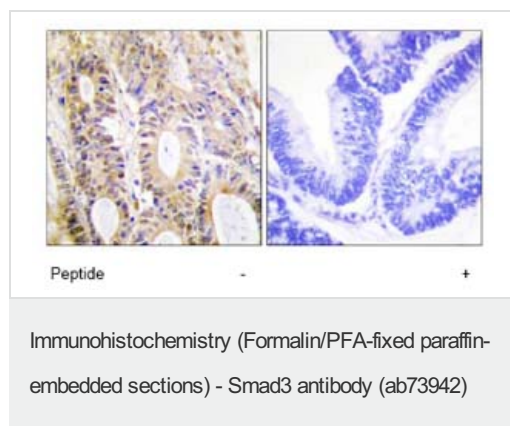 Peptide - +
Immunohistochemistry (Formalin/PFA-fixed paraffin-
embedded sections) - Smad3 antibody (ab73942)